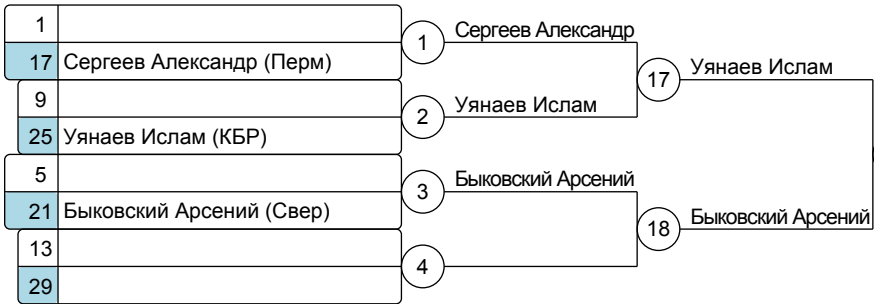 1
17 Сергеев Александр (Перм)
9
25 Уянаев Ислам (КБР)
5
21 Быковский Арсений (Свер)
13
29
1
2
3
4
Сергеев Александр
Уянаев Ислам
Быковский Арсений
17
18
Уянаев Ислам
Быковский Арсений